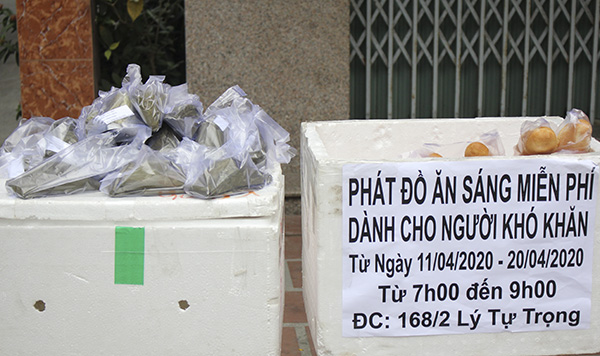 PHÁT ĐỒ ĂN SÁNG MIỄN PHÍ
DÀNH CHO NGƯỜI KHÓ KHĂN
Từ Ngày 11/04/2020 - 20/04/2020
Từ 7h00 đến 9h00
ĐC: 168/2 Lý Tự Trọng